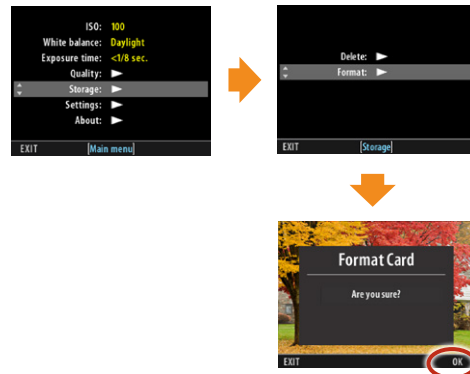 ISO: 100
White balance: Daylight
Exposure time: <1/8 sec.
Quality:
Storage:
Settings:
About:
EXIT [Main menu]
Delete:
Format:
EXIT [Storage]
Format Card
Are you sure?
EXIT OK